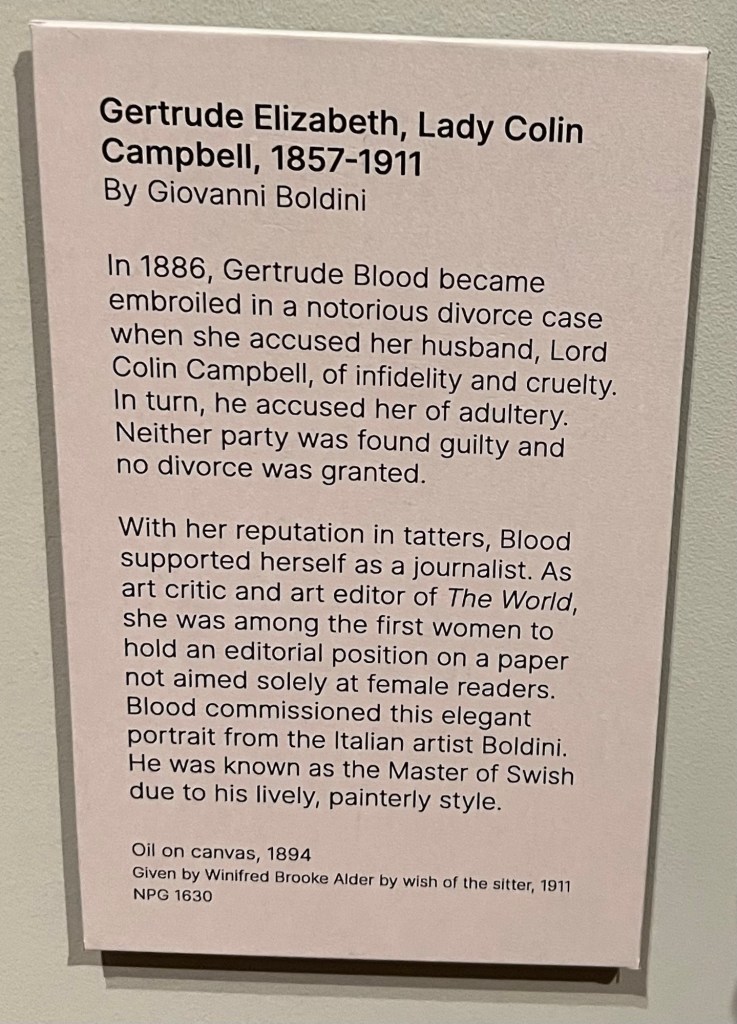 Gertrude Elizabeth, Lady Colin
Campbell, 1857-1911
By Giovanni Boldini
In 1886, Gertrude Blood became
embroiled in a notorious divorce case
when she accused her husband, Lord
Colin Campbell, of infidelity and cruelty.
In turn, he accused her of adultery.
Neither party was found guilty and
no divorce was granted.
With her reputation in tatters, Blood
supported herself as a journalist. As
art critic and art editor of The World,
she was among the first women to
hold an editorial position on a paper
not aimed solely at female readers.
Blood commissioned this elegant
portrait from the Italian artist Boldini.
He was known as the Master of Swish
due to his lively, painterly style.
Oil on canvas, 1894
Given by Winifred Brooke Alder by wish of the sitter, 1911
NPG 1630